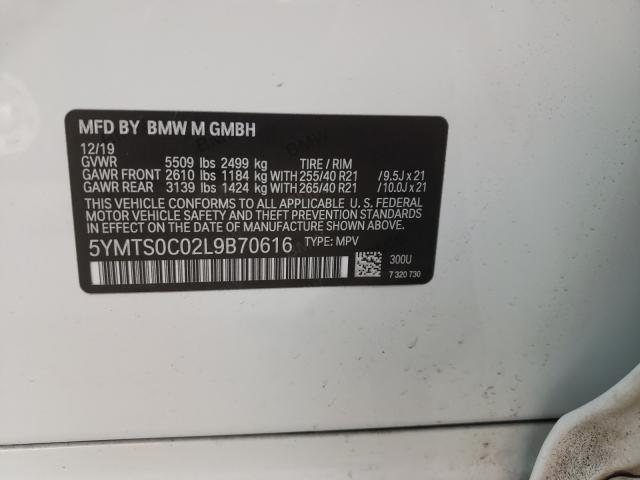 MFD BY BMW M GMBH
12/19
GVWR 5509 lbs 2499 kg TIRE / RIM
GAWR FRONT 2610 lbs 1184 kg WITH 255/40 R21 / 9.5J x 21
GAWR REAR 3139 lbs 1424 kg WITH 265/40 R21 / 10.0J x 21
THIS VEHICLE CONFORMS TO ALL APPLICABLE U. S. FEDERAL
MOTOR VEHICLE SAFETY AND THEFT PREVENTION STANDARDS
IN EFFECT ON THE DATE OF MANUFACTURE SHOWN ABOVE.
5YMTS0C02L9B70616 TYPE: MPV
300U
7 320 730